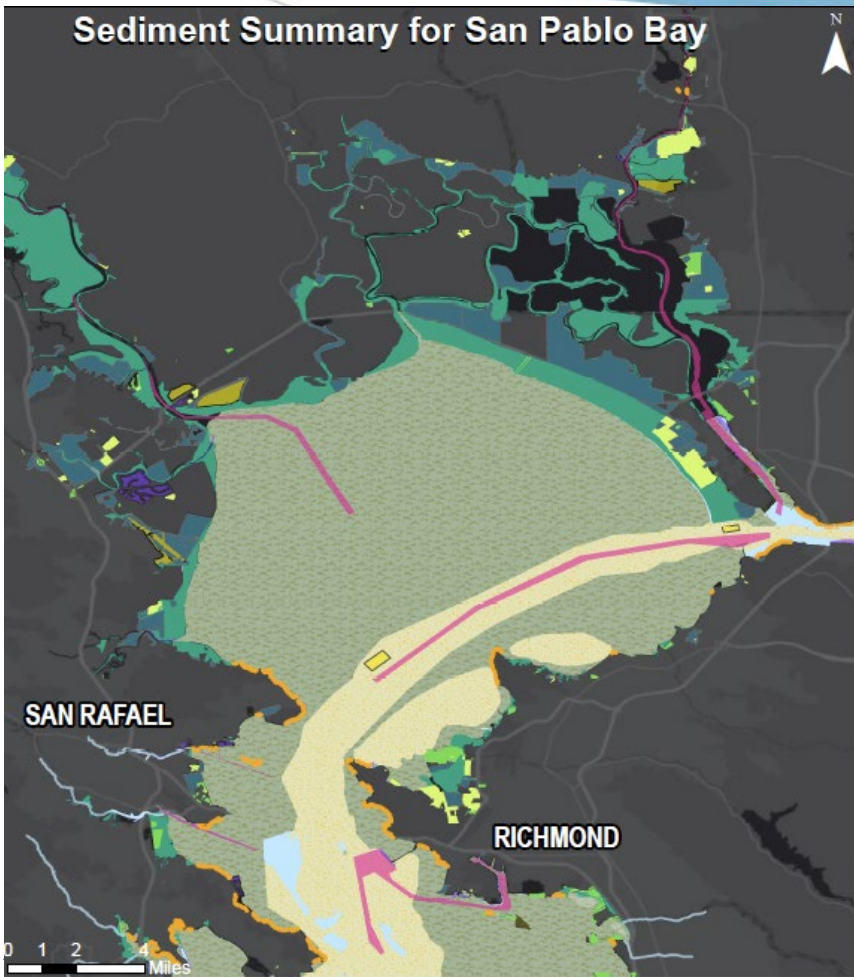 Sediment Summary for San Pablo Bay
N
SAN RAFAEL
RICHMOND
0 1 2 4
Miles